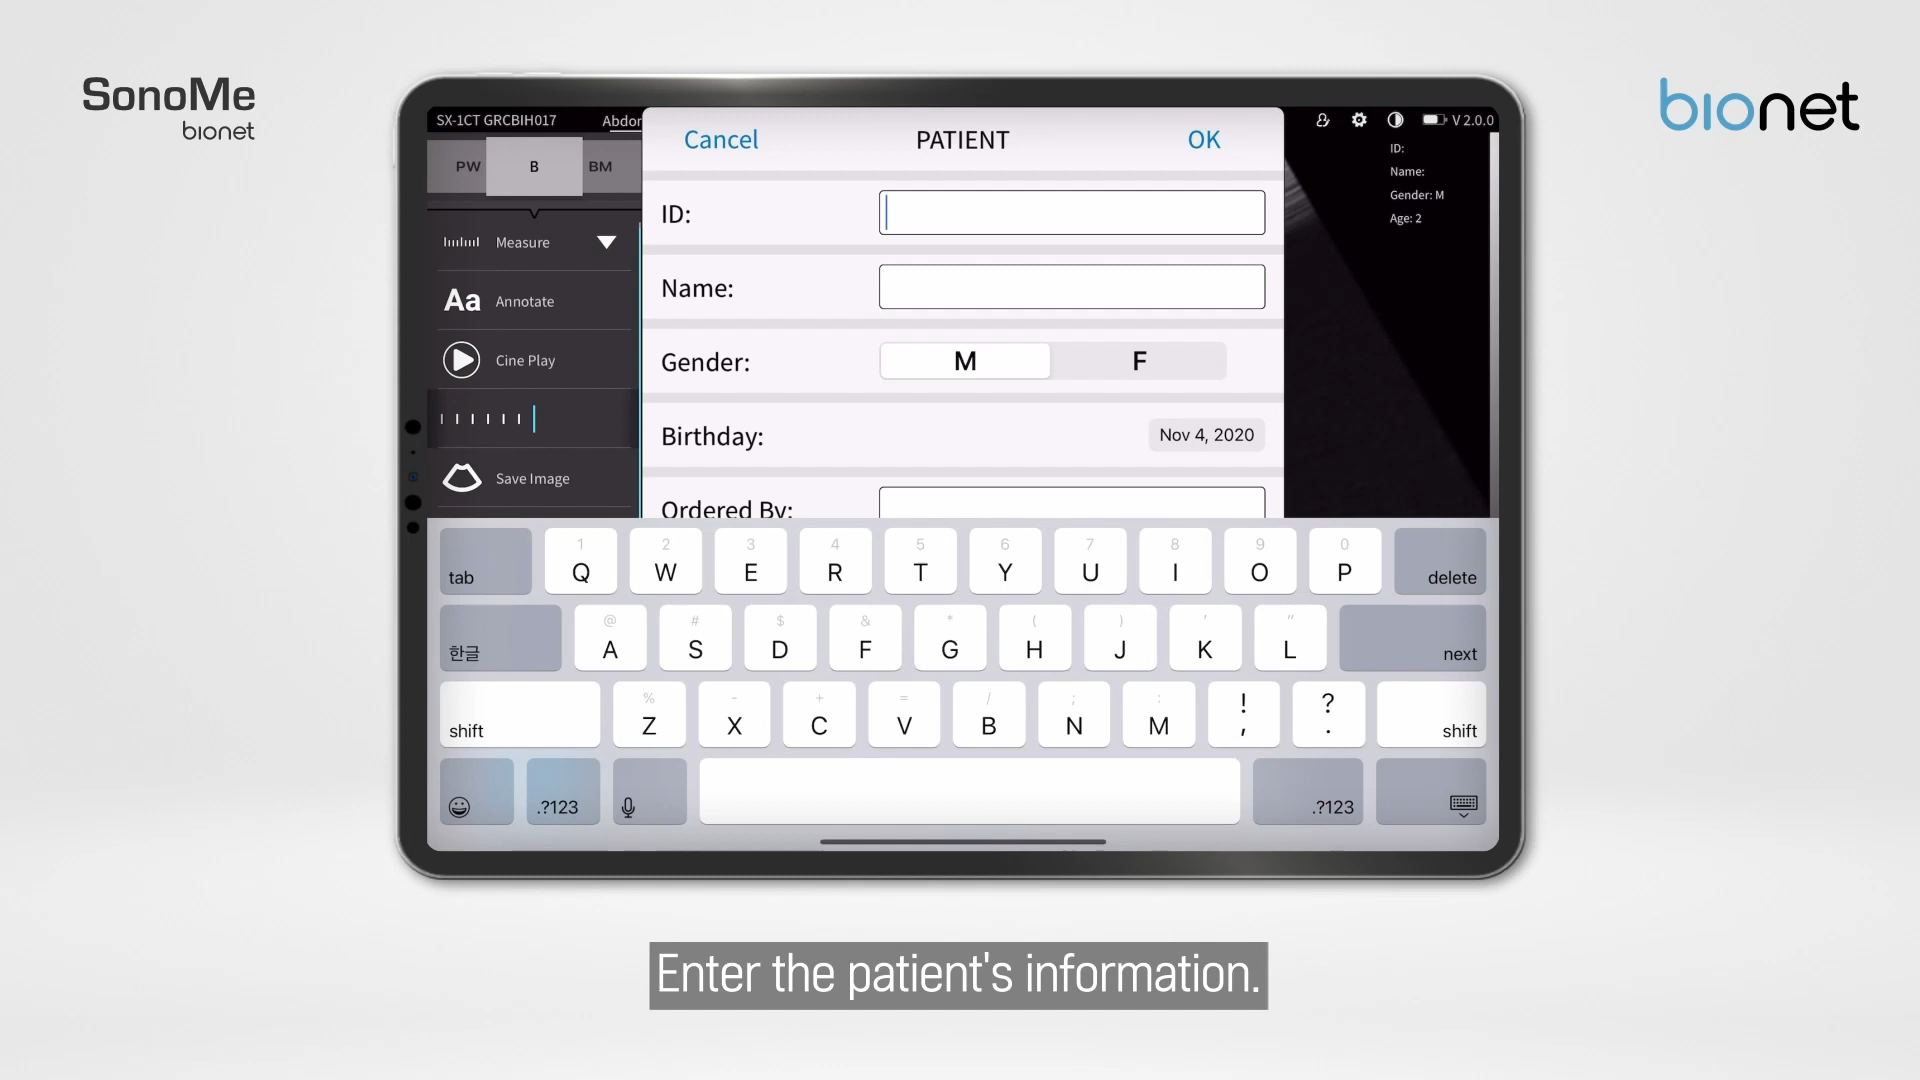 SonoMe
bionet
bionet
SX-1CT GRCBIH017
Abdor
V 2.0.0
PW
B
BM
Measure
Aa
Annotate
Cine Play
Save Image
Cancel
PATIENT
OK
ID:
Name:
Gender:
M
F
Birthday:
Nov 4, 2020
Ordered By:
ID:
Name:
Gender: M
Age: 2
1 2 3 4 5 6 7 8 9 0
tab Q W E R T Y U I O P delete
@ # $ & * ( ) ' "
한글 A S D F G H J K L next
% - + = / ; : ! ?
shift Z X C V B N M , . shift
.?123 .?123
Enter the patient's information.